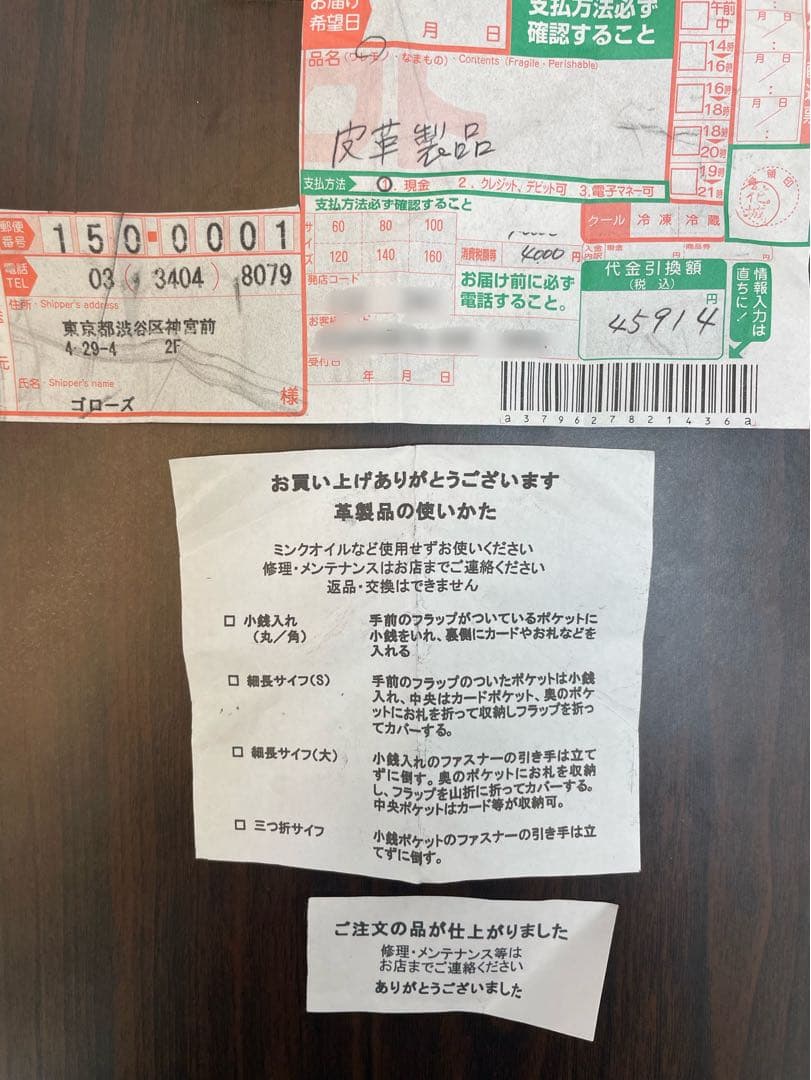 お届け
希望日
月 日
支払方法必ず
確認すること
午前
中
14時
16時
16時
18時
18時
20時
19時
21時
月 日
月 日
品名(ワレモノ・なまもの)・Contents (Fragile・Perishable)
皮革製品
支払方法 1. 現金 2. クレジット、デビット可 3.電子マネー可
支払方法必ず確認すること
クール 冷凍 冷蔵
サイズ 60 80 100
120 140 160
消費税額等 4000 円
発店コード
お届け前に必ず
電話すること。
代金引換額
(税込)
円
45914
情報入力は
直ちに!
受付日
年 月 日
a379627821436a
郵便
番号
150-0001
電話
TEL
03 ( 3404 ) 8079
住所・Shipper's address
東京都渋谷区神宮前
4-29-4 2F
氏名・Shipper's name
ゴローズ
様
お買い上げありがとうございます
革製品の使いかた
ミンクオイルなど使用せずお使いください
修理・メンテナンスはお店までご連絡ください
返品・交換はできません
□ 小銭入れ
(丸/角)
手前のフラップがついているポケットに
小銭をいれ、裏側にカードやお札などを
入れる
□ 細長サイフ(S)
手前のフラップのついたポケットは小銭
入れ、中央はカードポケット、奥のポケ
ットにお札を折って収納しフラップを折っ
てカバーする。
□ 細長サイフ(大)
小銭入れのファスナーの引き手は立て
ずに倒す。奥のポケットにお札を収納
し、フラップを山折に折ってカバーする。
中央ポケットはカード等が収納可。
□ 三つ折サイフ
小銭ポケットのファスナーの引き手は立
てずに倒す。
ご注文の品が仕上がりました
修理・メンテナンス等は
お店までご連絡ください
ありがとうございました